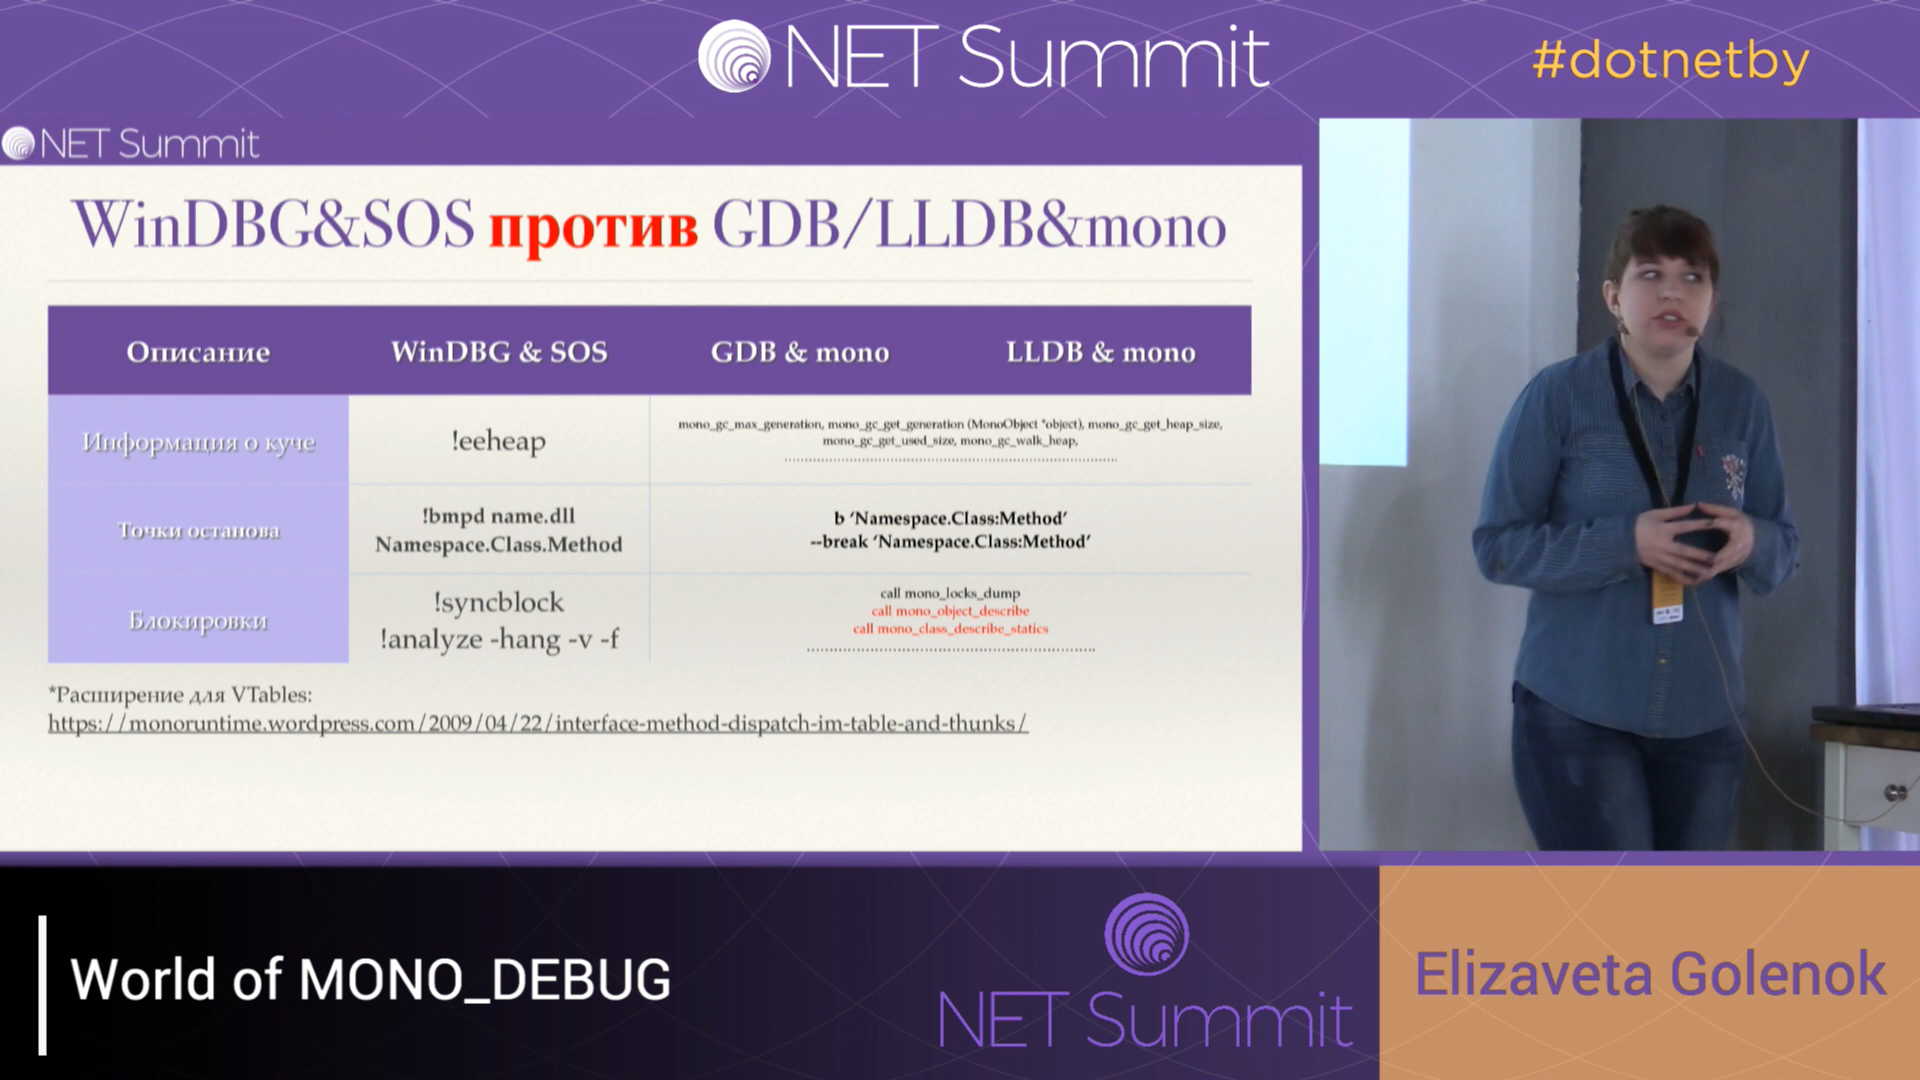 NET Summit
#dotnetby
NET Summit
WinDBG&SOS против GDB/LLDB&mono
Описание WinDBG & SOS GDB & mono LLDB & mono
Информация о куче
!eeheap
mono_gc_max_generation, mono_gc_get_generation (MonoObject *object), mono_gc_get_heap_size,
mono_gc_get_used_size, mono_gc_walk_heap,
Точки останова
!bmpd name.dll
Namespace.Class.Method
b ‘Namespace.Class:Method’
--break ‘Namespace.Class:Method’
Блокировки
!syncblock
!analyze -hang -v -f
call mono_locks_dump
call mono_object_describe
call mono_class_describe_statics
*Расширение для VTables:
https://monoruntime.wordpress.com/2009/04/22/interface-method-dispatch-im-table-and-thunks/
World of MONO_DEBUG
NET Summit
Elizaveta Golenok